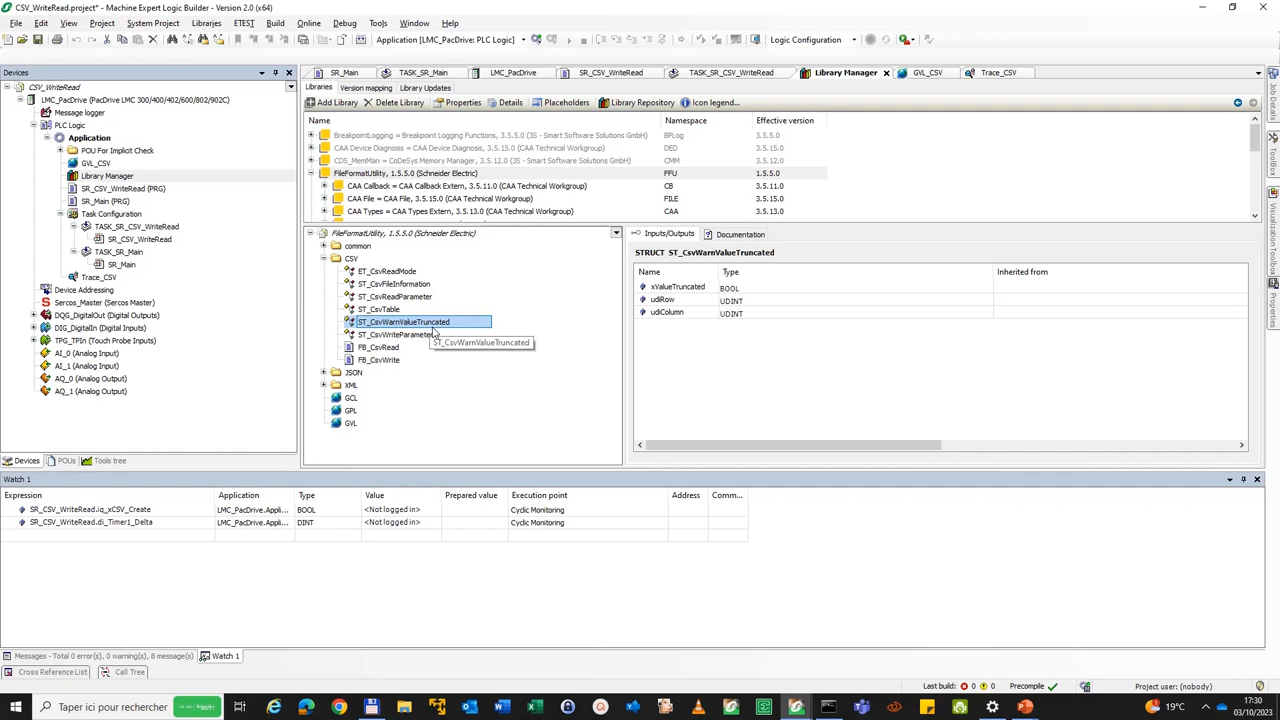 CSV_WriteRead.project* - Machine Expert Logic Builder - Version 2.0 (x64)
File Edit View Project System Project Libraries ETEST Build Online Debug Tools Window Help
Application [LMC_PacDrive: PLC Logic]
Logic Configuration
Devices
CSV_WriteRead
LMC_PacDrive (PacDrive LMC 300/400/402/600/802/902C)
Message logger
PLC Logic
Application
POU For Implicit Check
GVL_CSV
Library Manager
SR_CSV_WriteRead (PRG)
SR_Main (PRG)
Task Configuration
TASK_SR_CSV_WriteRead
SR_CSV_WriteRead
TASK_SR_Main
SR_Main
Trace_CSV
Device Addressing
Sercos_Master (Sercos Master)
DQG_DigitalOut (Digital Outputs)
DIG_DigitalIn (Digital Inputs)
TPG_TPIn (Touch Probe Inputs)
AI_0 (Analog Input)
AI_1 (Analog Input)
AQ_0 (Analog Output)
AQ_1 (Analog Output)
Devices POUs Tools tree
SR_Main TASK_SR_Main LMC_PacDrive SR_CSV_WriteRead TASK_SR_CSV_WriteRead Library Manager GVL_CSV Trace_CSV
Libraries Version mapping Library Updates
Add Library Delete Library Properties Details Placeholders Library Repository Icon legend...
Name Namespace Effective version
BreakpointLogging = Breakpoint Logging Functions, 3.5.5.0 (3S - Smart Software Solutions GmbH) BPLog 3.5.5.0
CAA Device Diagnosis = CAA Device Diagnosis, 3.5.12.0 (CAA Technical Workgroup) DED 3.5.12.0
CDS_MemMan = CoDeSys Memory Manager, 3.5.12.0 (3S - Smart Software Solutions GmbH) CMM 3.5.12.0
FileFormatUtility, 1.5.5.0 (Schneider Electric) FFU 1.5.5.0
CAA Callback = CAA Callback Extern, 3.5.11.0 (CAA Technical Workgroup) CB 3.5.11.0
CAA File = CAA File, 3.5.15.0 (CAA Technical Workgroup) FILE 3.5.15.0
CAA Types = CAA Types Extern, 3.5.13.0 (CAA Technical Workgroup) CAA 3.5.13.0
FileFormatUtility, 1.5.5.0 (Schneider Electric)
common
CSV
ET_CsvReadMode
ST_CsvFileInformation
ST_CsvReadParameter
ST_CsvTable
ST_CsvWarnValueTruncated
ST_CsvWriteParameter
ST_CsvWarnValueTruncated
FB_CsvRead
FB_CsvWrite
JSON
XML
GCL
GPL
GVL
Inputs/Outputs Documentation
STRUCT ST_CsvWarnValueTruncated
Name Type Inherited from
xValueTruncated BOOL
udiRow UDINT
udiColumn UDINT
Job Details
ToolBox
VisualizationToolbox
Properties
Watch 1
Expression Application Type Value Prepared value Execution point Address Comm...
SR_CSV_WriteRead.iq_xCSV_Create LMC_PacDrive.Appli... BOOL <Not logged in> Cyclic Monitoring
SR_CSV_WriteRead.di_Timer1_Delta LMC_PacDrive.Appli... DINT <Not logged in> Cyclic Monitoring
Messages - Total 0 error(s), 0 warning(s), 8 message(s) Watch 1
Cross Reference List Call Tree
Last build: 0 0 Precompile Project user: (nobody)
Taper ici pour rechercher
19°C
17:30
03/10/2023